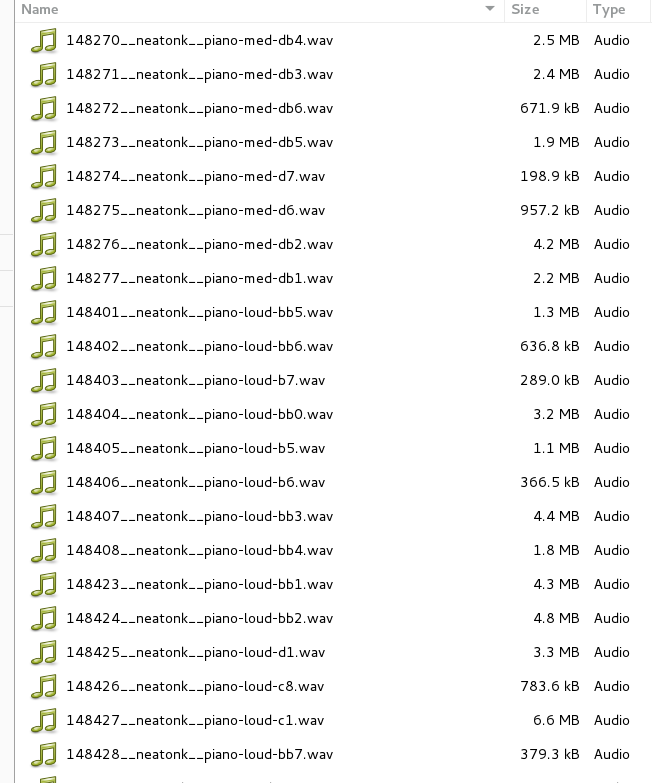 Name Size Type
148270__neatonk__piano-med-db4.wav 2.5 MB Audio
148271__neatonk__piano-med-db3.wav 2.4 MB Audio
148272__neatonk__piano-med-db6.wav 671.9 kB Audio
148273__neatonk__piano-med-db5.wav 1.9 MB Audio
148274__neatonk__piano-med-d7.wav 198.9 kB Audio
148275__neatonk__piano-med-d6.wav 957.2 kB Audio
148276__neatonk__piano-med-db2.wav 4.2 MB Audio
148277__neatonk__piano-med-db1.wav 2.2 MB Audio
148401__neatonk__piano-loud-bb5.wav 1.3 MB Audio
148402__neatonk__piano-loud-bb6.wav 636.8 kB Audio
148403__neatonk__piano-loud-b7.wav 289.0 kB Audio
148404__neatonk__piano-loud-bb0.wav 3.2 MB Audio
148405__neatonk__piano-loud-b5.wav 1.1 MB Audio
148406__neatonk__piano-loud-b6.wav 366.5 kB Audio
148407__neatonk__piano-loud-bb3.wav 4.4 MB Audio
148408__neatonk__piano-loud-bb4.wav 1.8 MB Audio
148423__neatonk__piano-loud-bb1.wav 4.3 MB Audio
148424__neatonk__piano-loud-bb2.wav 4.8 MB Audio
148425__neatonk__piano-loud-d1.wav 3.3 MB Audio
148426__neatonk__piano-loud-c8.wav 783.6 kB Audio
148427__neatonk__piano-loud-c1.wav 6.6 MB Audio
148428__neatonk__piano-loud-bb7.wav 379.3 kB Audio